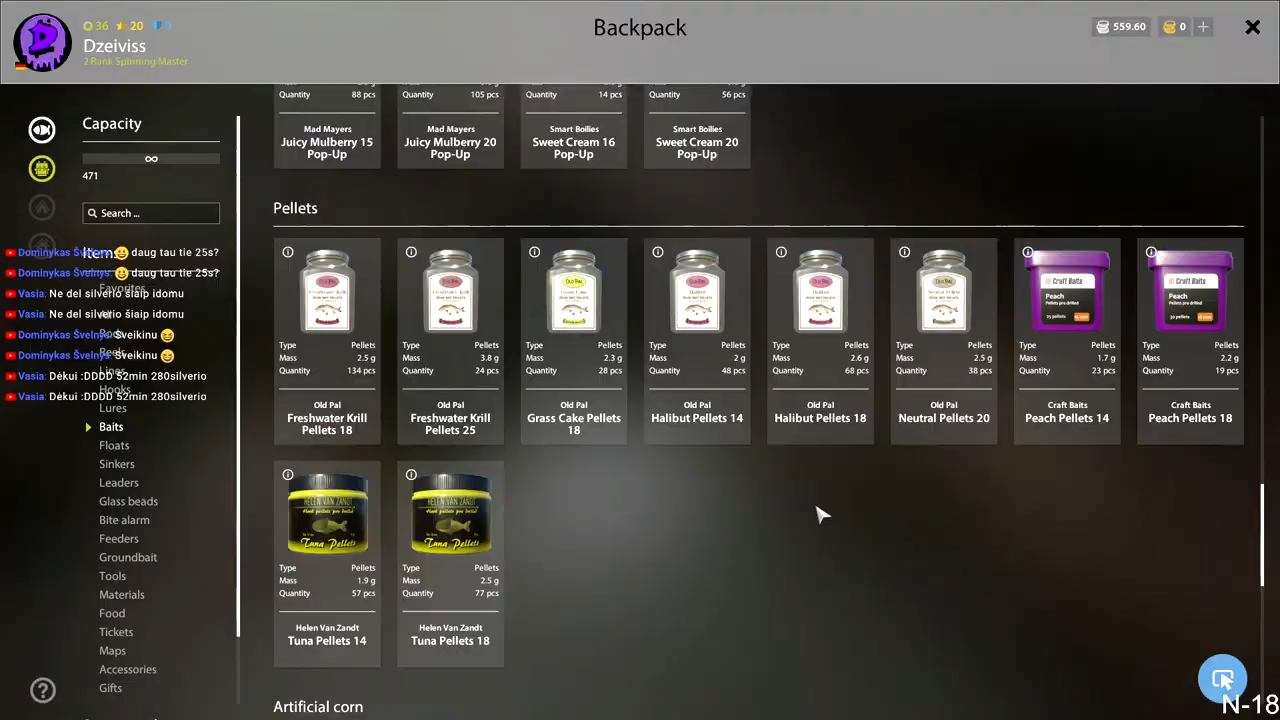 36 20 0
Dzeiviss
2 Rank Spinning Master
Backpack
559.60
0
Capacity
∞
471
Search ...
Items
Favorites
Lines
Hooks
Lures
Baits
Floats
Sinkers
Leaders
Glass beads
Bite alarm
Feeders
Groundbait
Tools
Materials
Food
Tickets
Maps
Accessories
Gifts
Dominykas Švelnys: daug tau tie 25s?
Dominykas Švelnys: daug tau tie 25s?
Vasia: Ne del silverio šiaip idomu
Vasia: Ne del silverio šiaip idomu
Dominykas Švelnys: Sveikinu
Dominykas Švelnys: Sveikinu
Vasia: Dėkui :DDDD 52min 280silverio
Vasia: Dėkui :DDDD 52min 280silverio
Quantity 88 pcs
Mad Mayers
Juicy Mulberry 15
Pop-Up
Quantity 105 pcs
Mad Mayers
Juicy Mulberry 20
Pop-Up
Quantity 14 pcs
Smart Boilies
Sweet Cream 16
Pop-Up
Quantity 56 pcs
Smart Boilies
Sweet Cream 20
Pop-Up
Pellets
Type Pellets
Mass 2.5 g
Quantity 134 pcs
Old Pal
Freshwater Krill
Pellets 18
Type Pellets
Mass 3.8 g
Quantity 24 pcs
Old Pal
Freshwater Krill
Pellets 25
Type Pellets
Mass 2.3 g
Quantity 28 pcs
Old Pal
Grass Cake Pellets
18
Type Pellets
Mass 2 g
Quantity 48 pcs
Old Pal
Halibut Pellets 14
Type Pellets
Mass 2.6 g
Quantity 68 pcs
Old Pal
Halibut Pellets 18
Type Pellets
Mass 2.5 g
Quantity 38 pcs
Old Pal
Neutral Pellets 20
Craft Baits
Peach
Type Pellets
Mass 1.7 g
Quantity 23 pcs
Craft Baits
Peach Pellets 14
Craft Baits
Peach
Type Pellets
Mass 2.2 g
Quantity 19 pcs
Craft Baits
Peach Pellets 18
HELEN VAN ZANDT
Tuna Pellets
Type Pellets
Mass 1.9 g
Quantity 57 pcs
Helen Van Zandt
Tuna Pellets 14
HELEN VAN ZANDT
Tuna Pellets
Type Pellets
Mass 2.5 g
Quantity 77 pcs
Helen Van Zandt
Tuna Pellets 18
Artificial corn
N-18